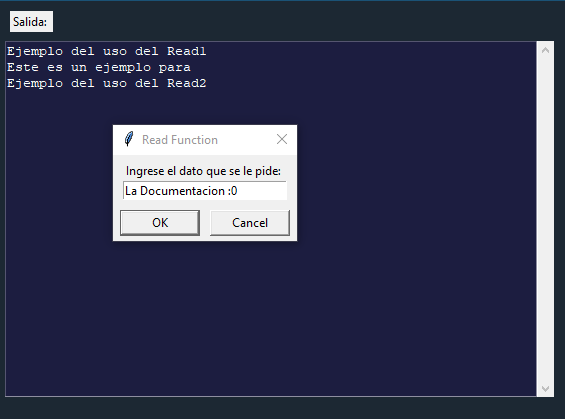 Salida:
Ejemplo del uso del Read1
Este es un ejemplo para
Ejemplo del uso del Read2
Read Function
Ingrese el dato que se le pide:
La Documentacion :0
OK
Cancel